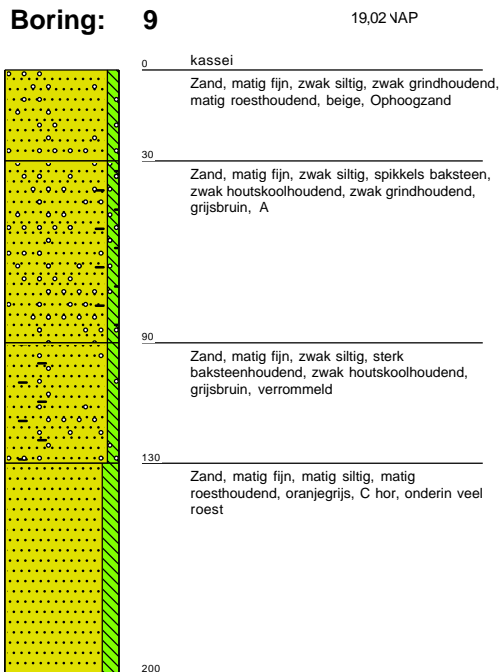 Boring: 9
19,02 NAP
0
kassei
Zand, matig fijn, zwak siltig, zwak grindhoudend,
matig roesthoudend, beige, Ophoogzand
30
Zand, matig fijn, zwak siltig, spikkels baksteen,
zwak houtskoolhoudend, zwak grindhoudend,
grijsbruin, A
90
Zand, matig fijn, zwak siltig, sterk
baksteenhoudend, zwak houtskoolhoudend,
grijsbruin, verrommeld
130
Zand, matig fijn, matig siltig, matig
roesthoudend, oranjegrijs, C hor, onderin veel
roest
200